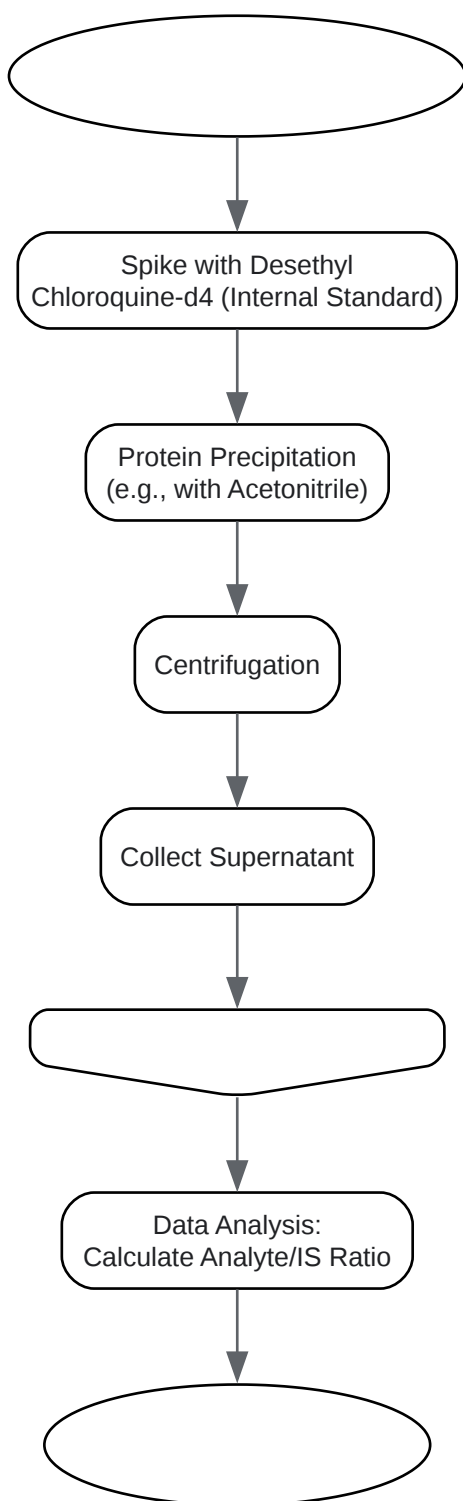 Spike with Desethyl
Chloroquine-d4 (Internal Standard)
Protein Precipitation
(e.g., with Acetonitrile)
Centrifugation
Collect Supernatant
Data Analysis:
Calculate Analyte/IS Ratio